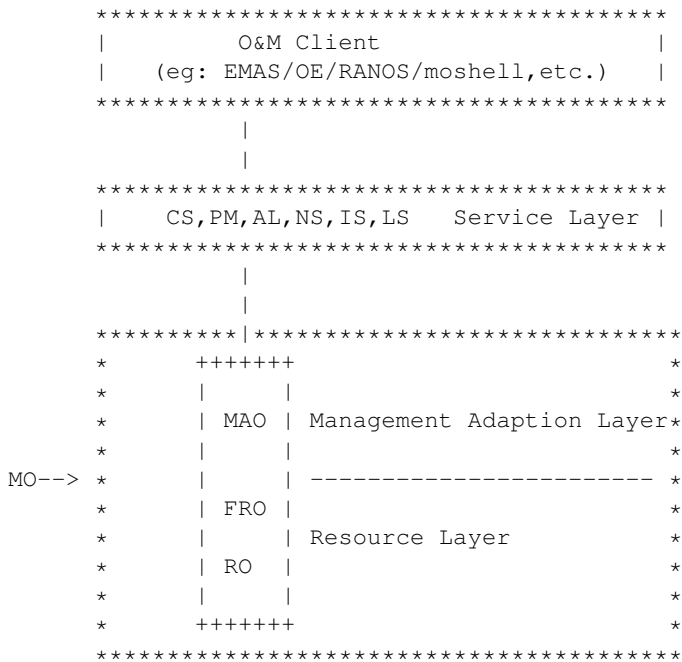 ******************************************
| O&M Client |
| (eg: EMAS/OE/RANOS/moshell,etc.) |
******************************************
|
|
******************************************
| CS,PM,AL,NS,IS,LS Service Layer |
******************************************
|
|
**********|*******************************
* +++++++ *
* | | *
* | MAO | Management Adaption Layer*
* | | *
MO--> * | | ------------------------ *
* | FRO | *
* | | Resource Layer *
* | RO | *
* | | *
* +++++++ *
******************************************